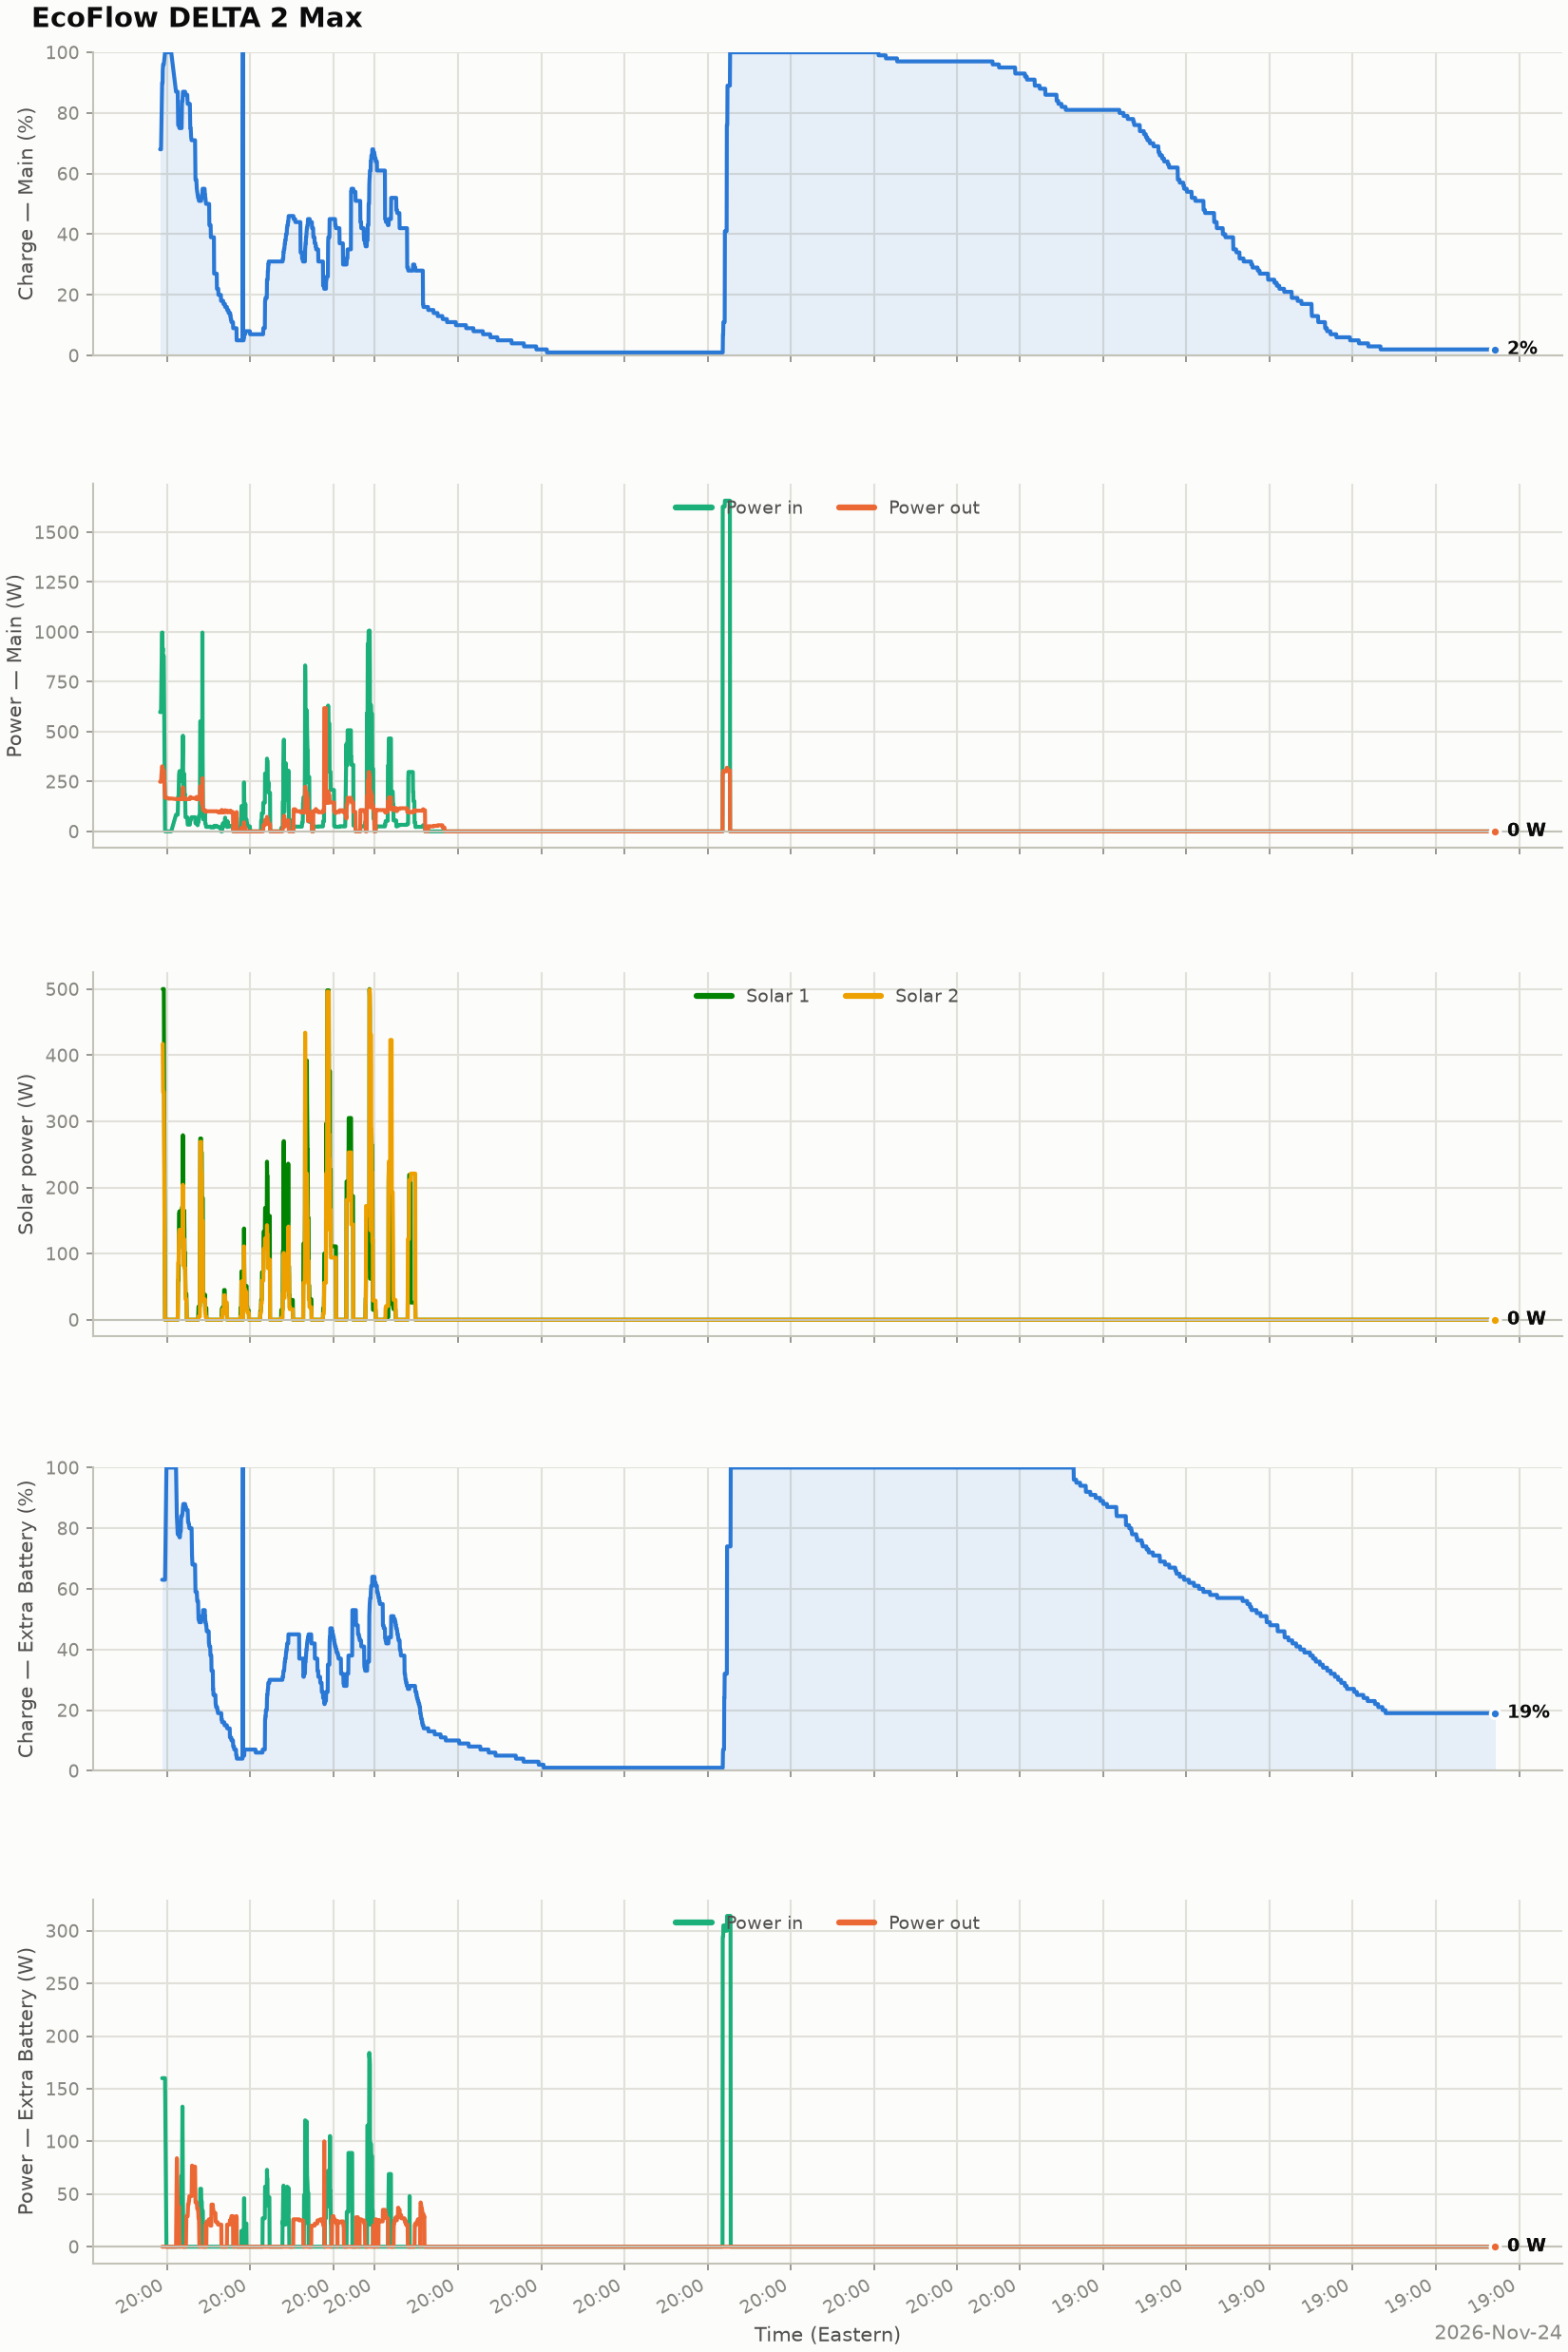 EcoFlow DELTA 2 Max
Charge — Main (%)
100
80
60
40
20
0
2%
Power — Main (W)
Power in
Power out
1500
1250
1000
750
500
250
0
0 W
Solar power (W)
Solar 1
Solar 2
500
400
300
200
100
0
0 W
Charge — Extra Battery (%)
100
80
60
40
20
0
19%
Power — Extra Battery (W)
Power in
Power out
300
250
200
150
100
50
0
0 W
20:00 20:00 20:00 20:00 20:00 20:00 20:00 20:00 20:00 20:00 20:00 20:00 19:00 19:00 19:00 19:00 19:00 19:00
Time (Eastern)
2026-Nov-24